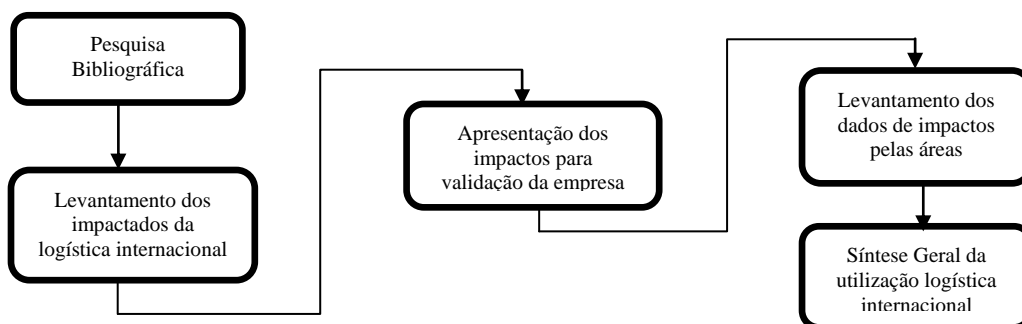 Pesquisa
Bibliográfica
Levantamento dos
impactados da
logística internacional
Apresentação dos
impactos para
validação da empresa
Levantamento dos
dados de impactos
pelas áreas
Síntese Geral da
utilização logística
internacional